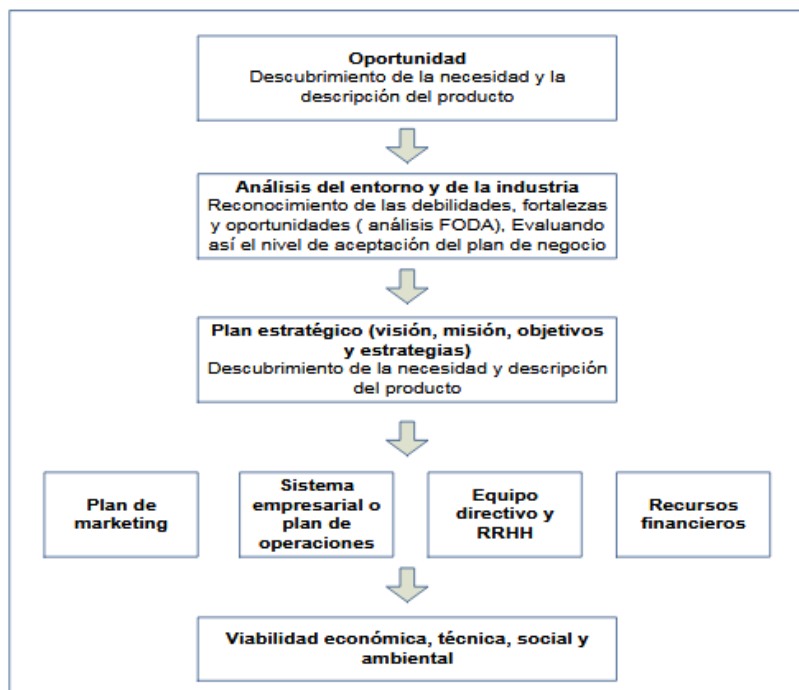 Oportunidad
Descubrimiento de la necesidad y la
descripción del producto
Análisis del entorno y de la industria
Reconocimiento de las debilidades, fortalezas
y oportunidades ( análisis FODA), Evaluando
así el nivel de aceptación del plan de negocio
Plan estratégico (visión, misión, objetivos
y estrategias)
Descubrimiento de la necesidad y descripción
del producto
Plan de
marketing
Sistema
empresarial o
plan de
operaciones
Equipo
directivo y
RRHH
Recursos
financieros
Viabilidad económica, técnica, social y
ambiental